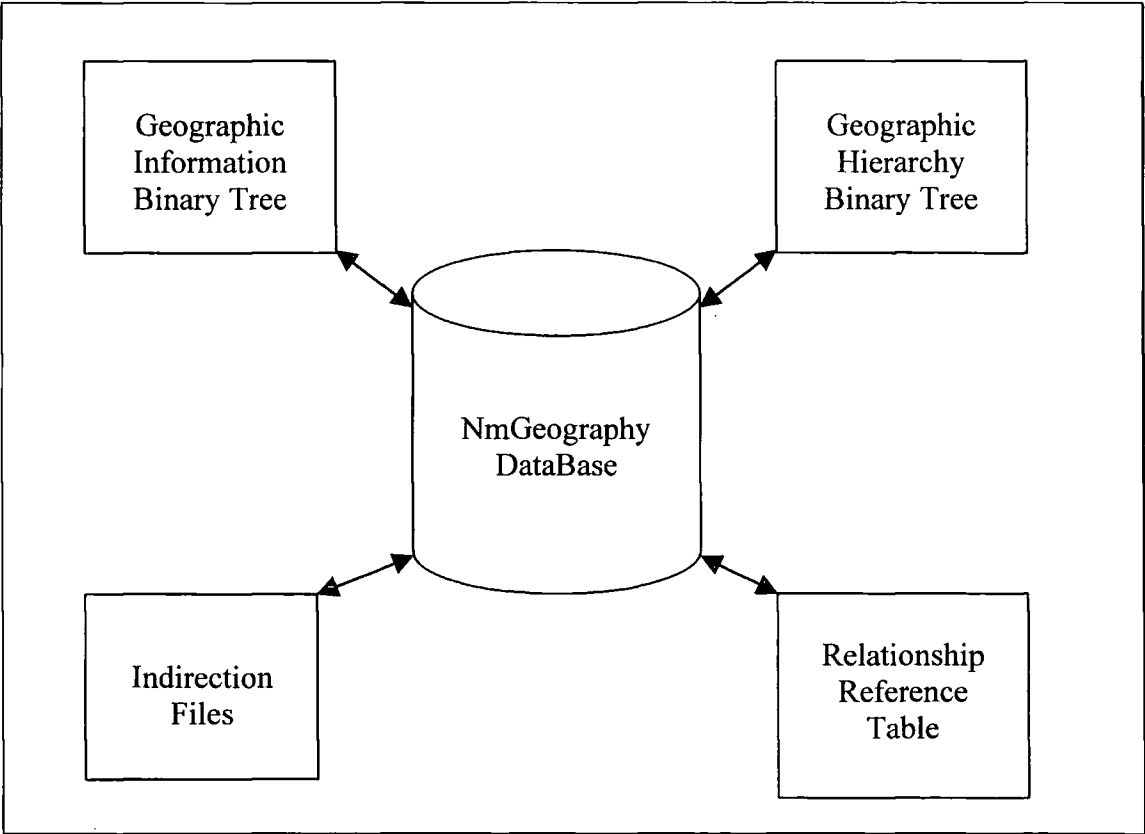 Geographic
Information
Binary Tree
Geographic
Hierarchy
Binary Tree
NmGeography
DataBase
Indirection
Files
Relationship
Reference
Table